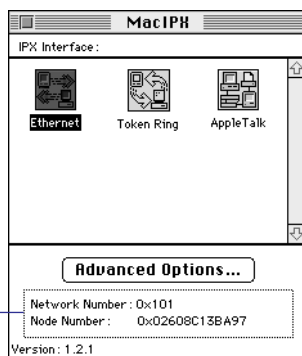 MacIPX
IPX Interface:
Ethernet
Token Ring
AppleTalk
Advanced Options...
Network Number: 0x101
Node Number: 0x02608C13BA97
Version: 1.2.1